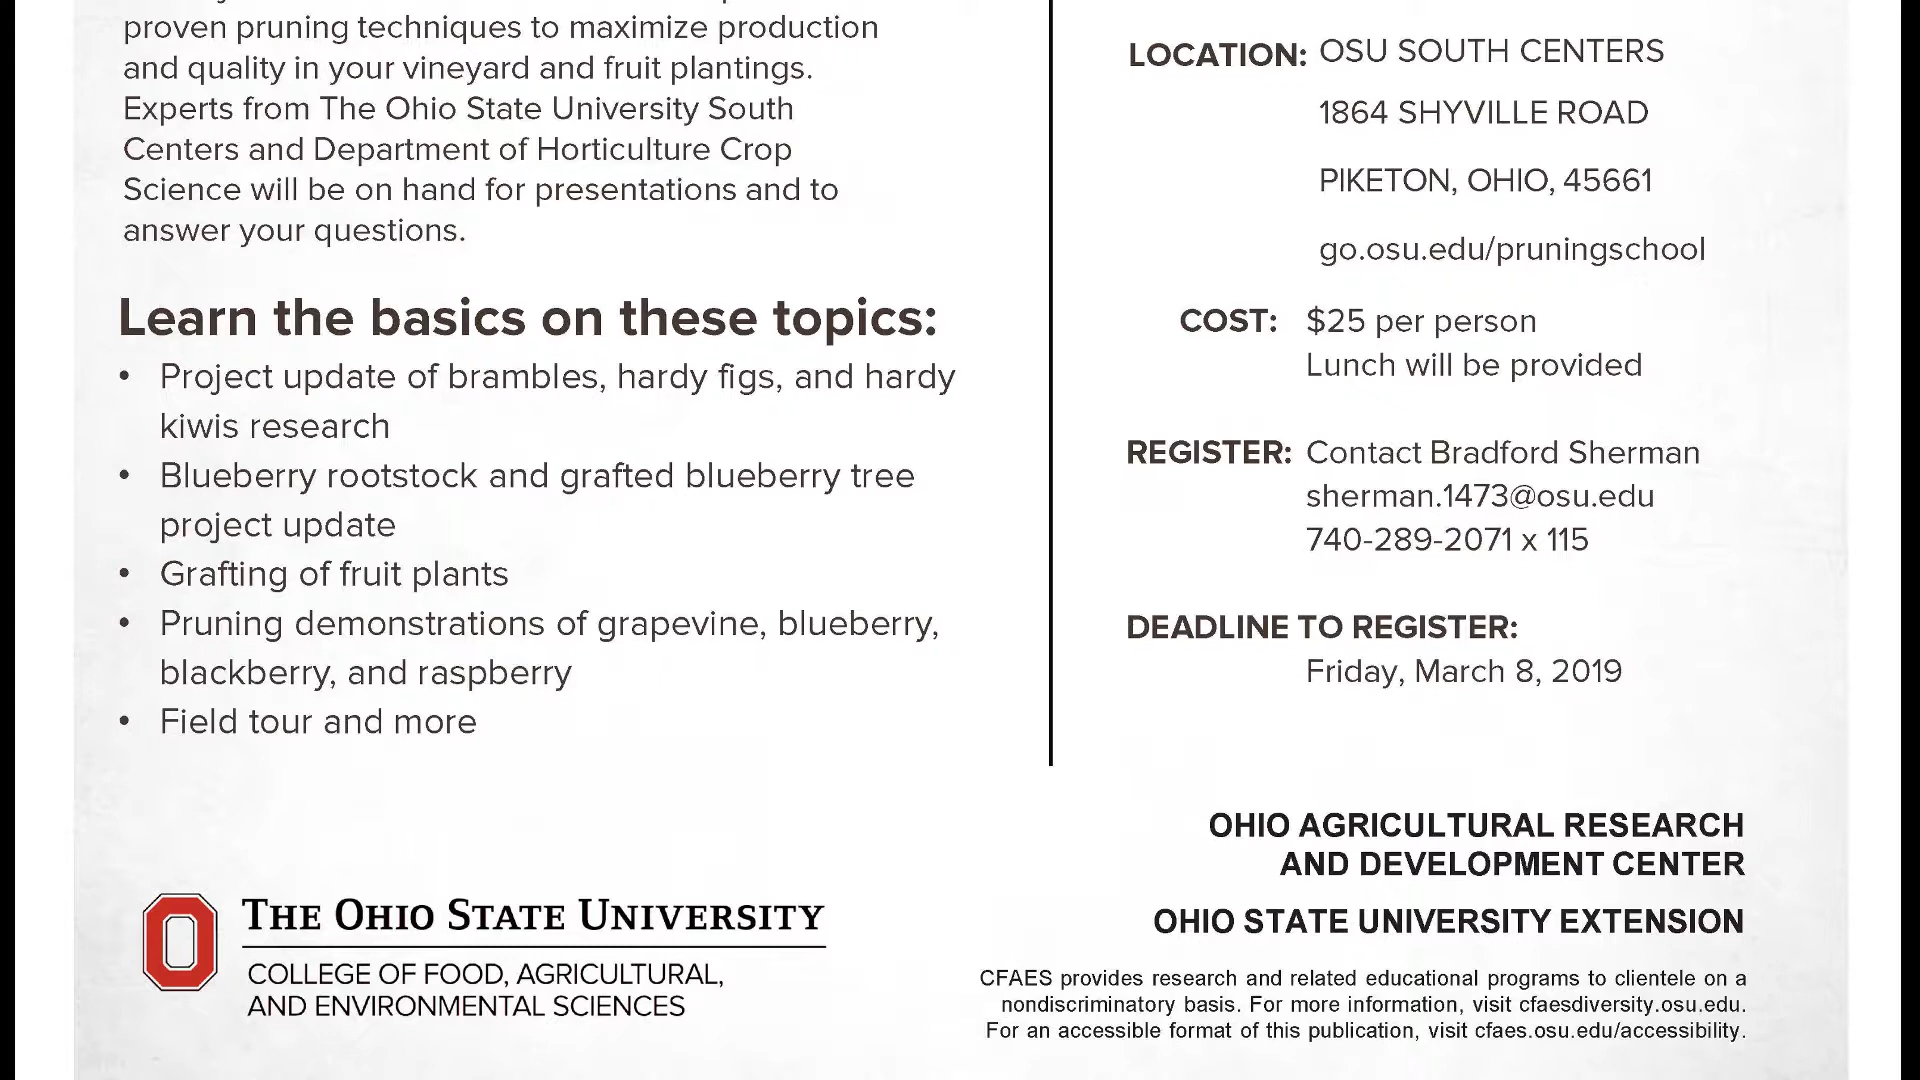 proven pruning techniques to maximize production
and quality in your vineyard and fruit plantings.
Experts from The Ohio State University South
Centers and Department of Horticulture Crop
Science will be on hand for presentations and to
answer your questions.
Learn the basics on these topics:
• Project update of brambles, hardy figs, and hardy
kiwis research
• Blueberry rootstock and grafted blueberry tree
project update
• Grafting of fruit plants
• Pruning demonstrations of grapevine, blueberry,
blackberry, and raspberry
• Field tour and more
LOCATION: OSU SOUTH CENTERS
1864 SHYVILLE ROAD
PIKETON, OHIO, 45661
go.osu.edu/pruningschool
COST: $25 per person
Lunch will be provided
REGISTER: Contact Bradford Sherman
sherman.1473@osu.edu
740-289-2071 x 115
DEADLINE TO REGISTER:
Friday, March 8, 2019
THE OHIO STATE UNIVERSITY
COLLEGE OF FOOD, AGRICULTURAL,
AND ENVIRONMENTAL SCIENCES
OHIO AGRICULTURAL RESEARCH
AND DEVELOPMENT CENTER
OHIO STATE UNIVERSITY EXTENSION
CFAES provides research and related educational programs to clientele on a
nondiscriminatory basis. For more information, visit cfaesdiversity.osu.edu.
For an accessible format of this publication, visit cfaes.osu.edu/accessibility.